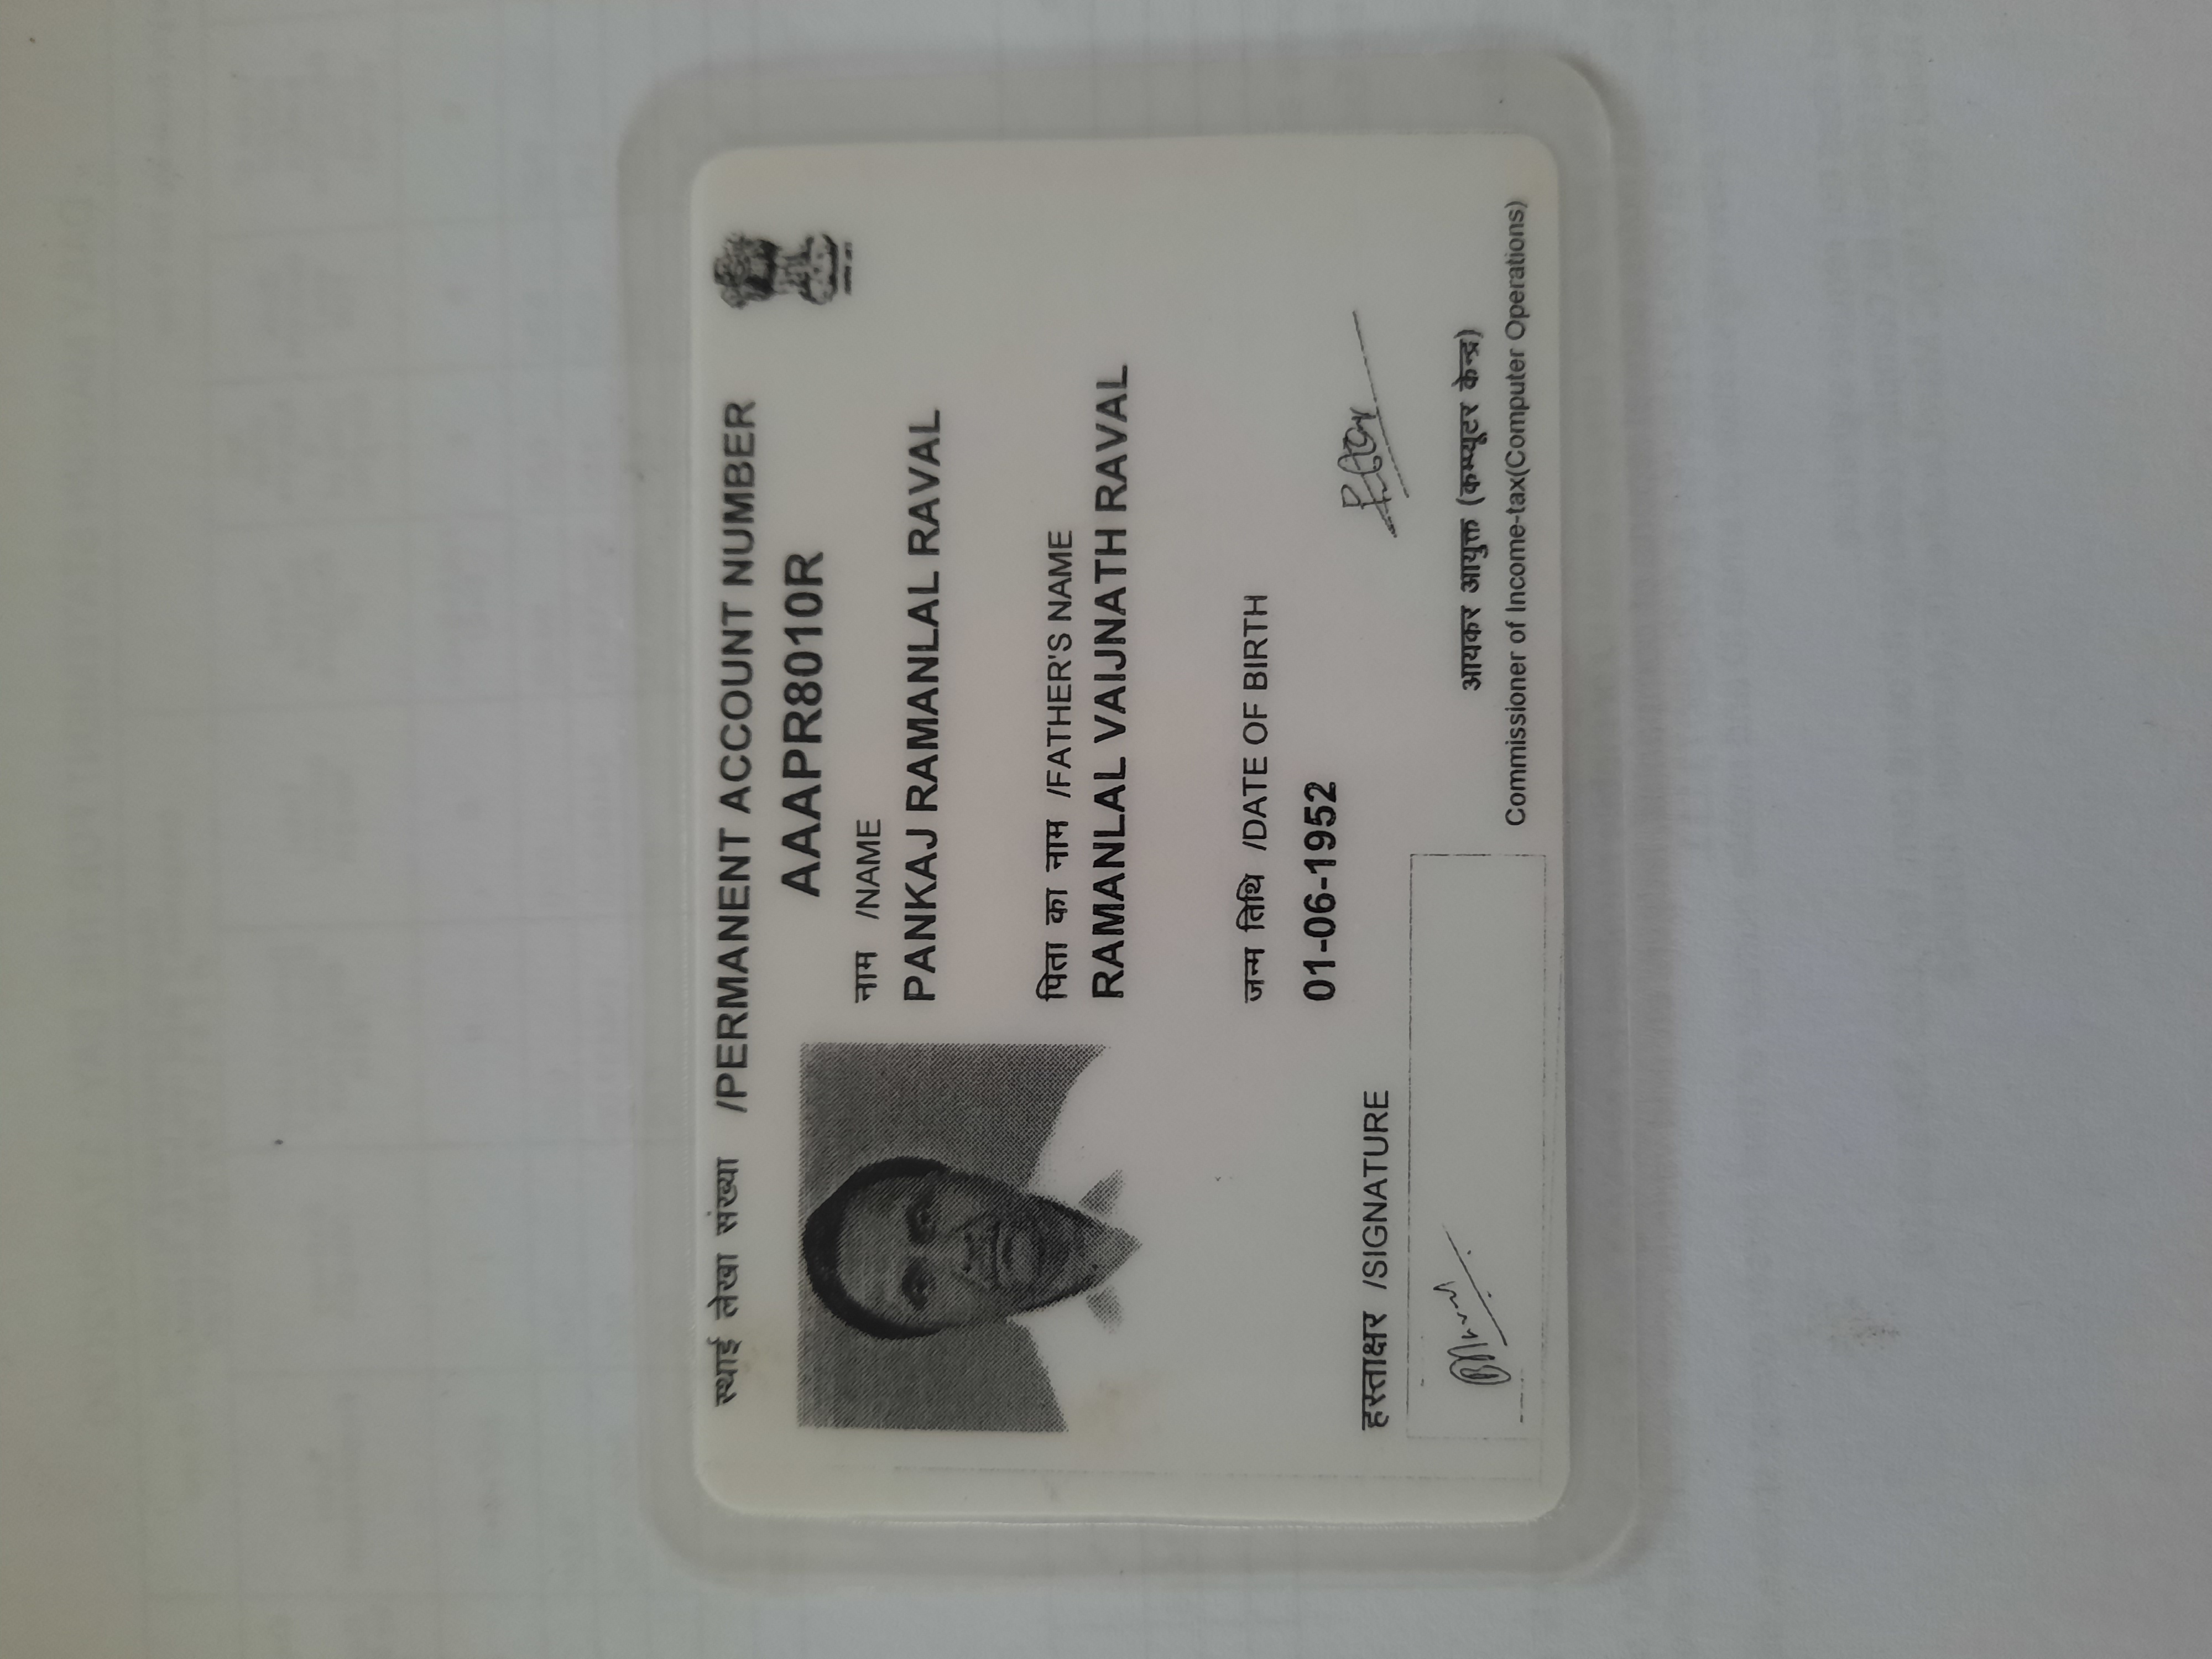 स्थाई लेखा संख्या /PERMANENT ACCOUNT NUMBER
AAAPR8010R
नाम /NAME
PANKAJ RAMANLAL RAVAL
पिता का नाम /FATHER'S NAME
RAMANLAL VAIJNATH RAVAL
जन्म तिथि /DATE OF BIRTH
01-06-1952
हस्ताक्षर /SIGNATURE
आयकर आयुक्त (कम्प्यूटर केन्द्र)
Commissioner of Income-tax(Computer Operations)